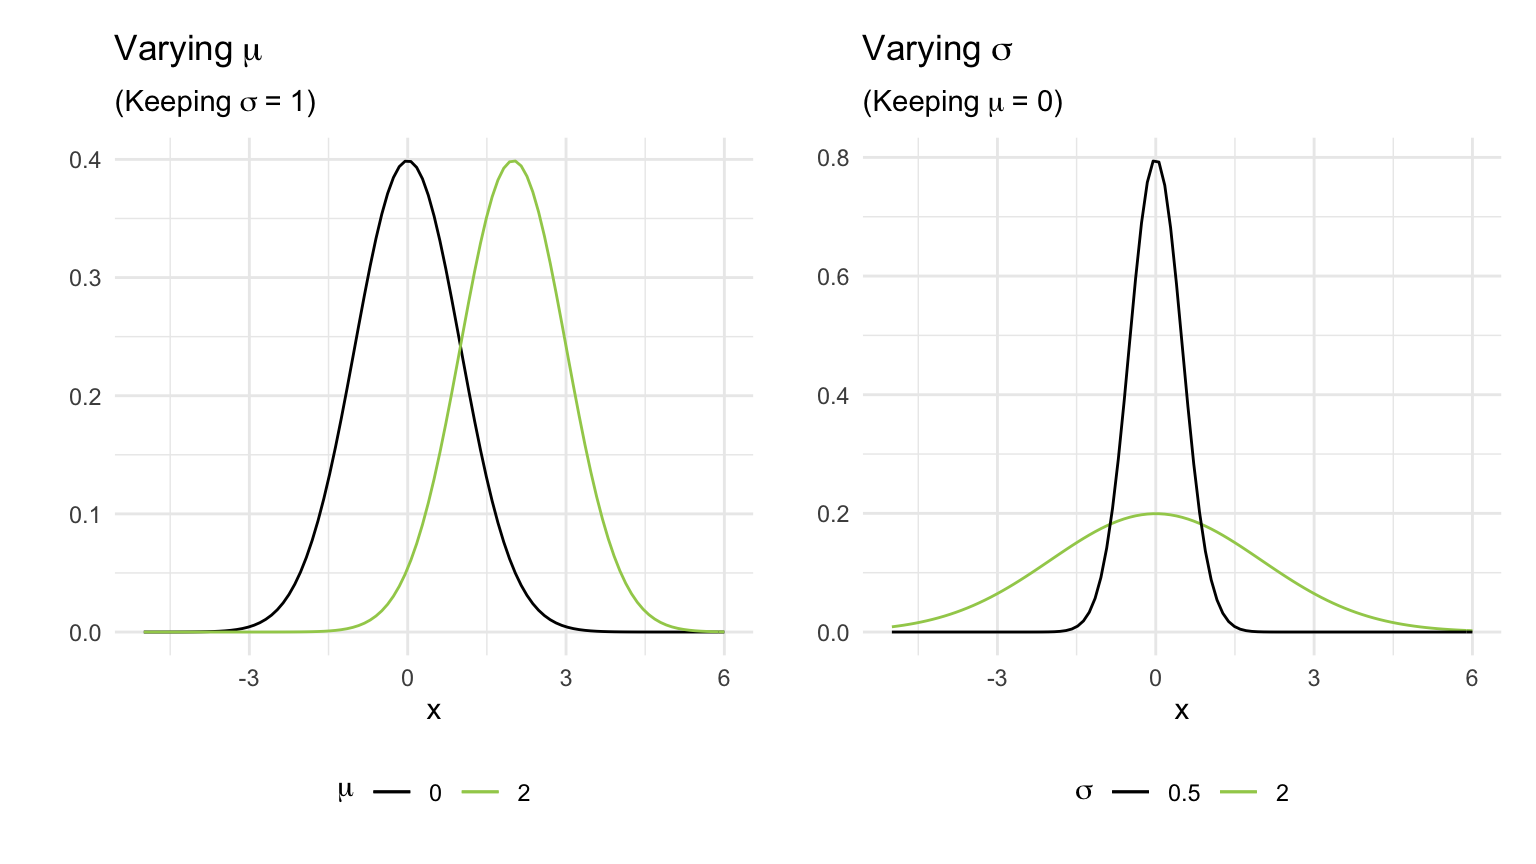 Varying μ
(Keeping σ = 1)
0.4
0.3
0.2
0.1
0.0
-3 0 3 6
x
μ 0 2
Varying σ
(Keeping μ = 0)
0.8
0.6
0.4
0.2
0.0
-3 0 3 6
x
σ 0.5 2